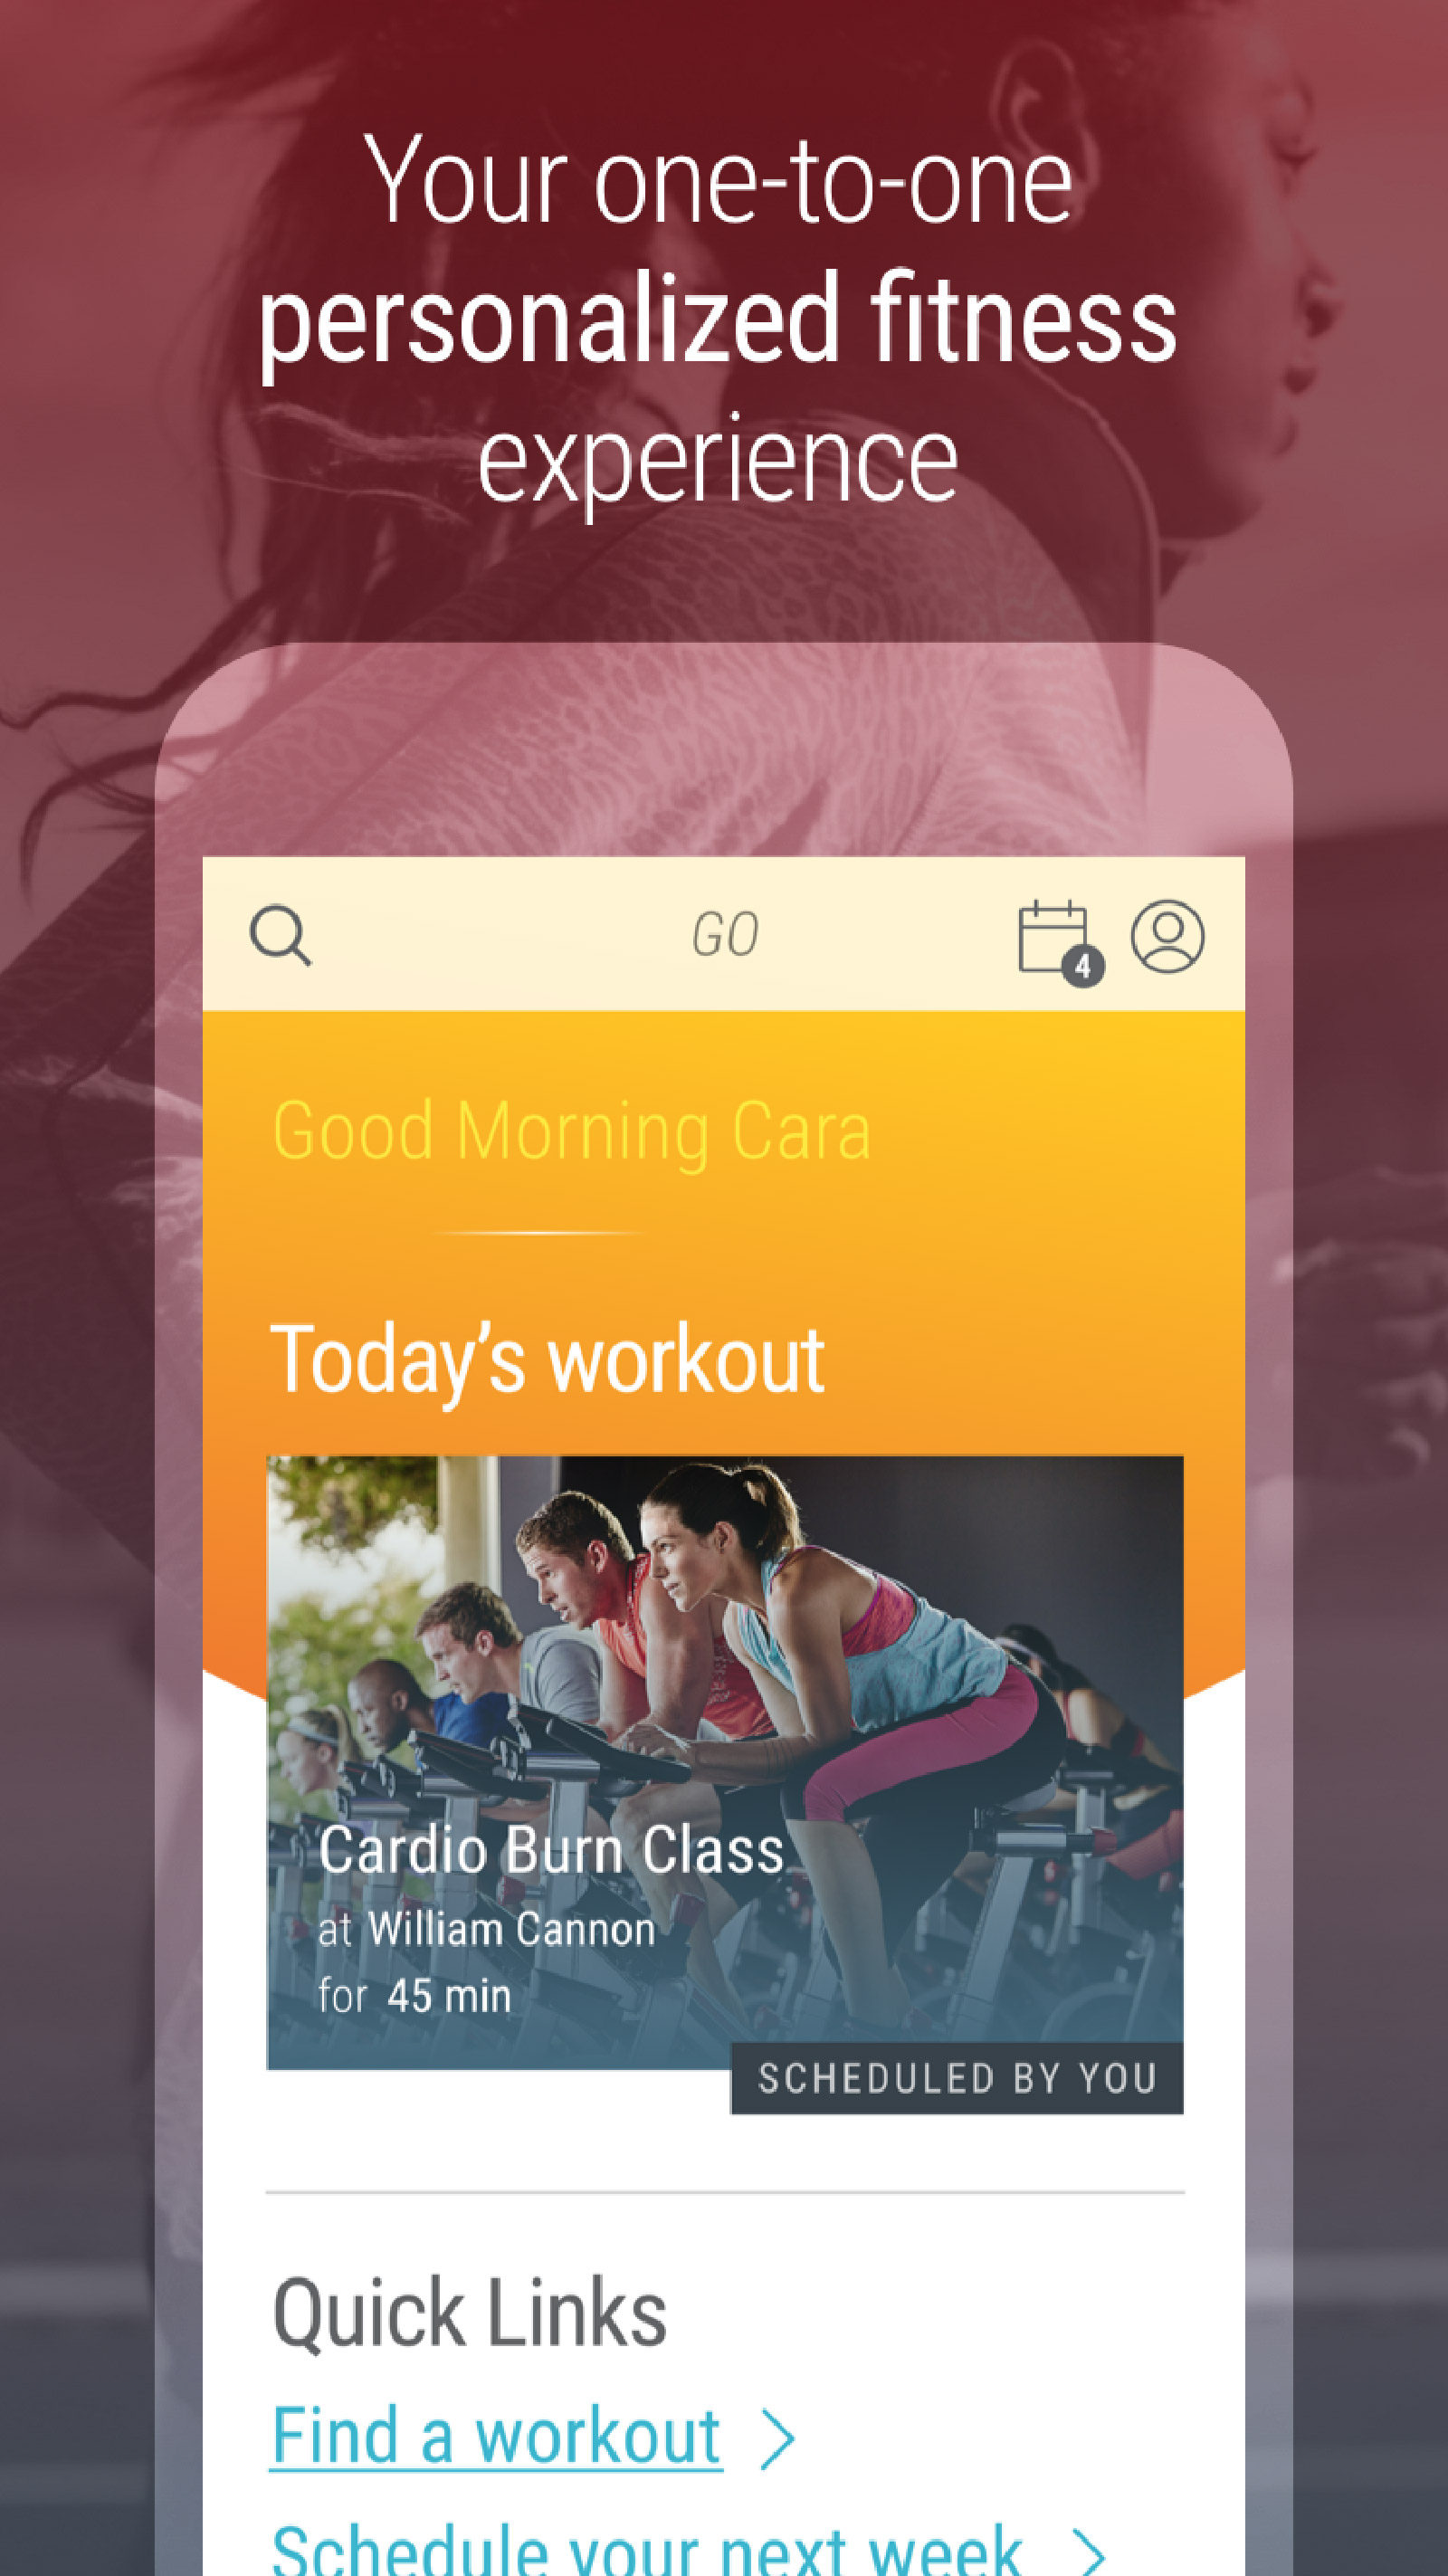 Your one-to-one
personalized fitness
experience
GO
4
Good Morning Cara
Today’s workout
Cardio Burn Class
at William Cannon
for 45 min
SCHEDULED BY YOU
Quick Links
Find a workout
Schedule your next week